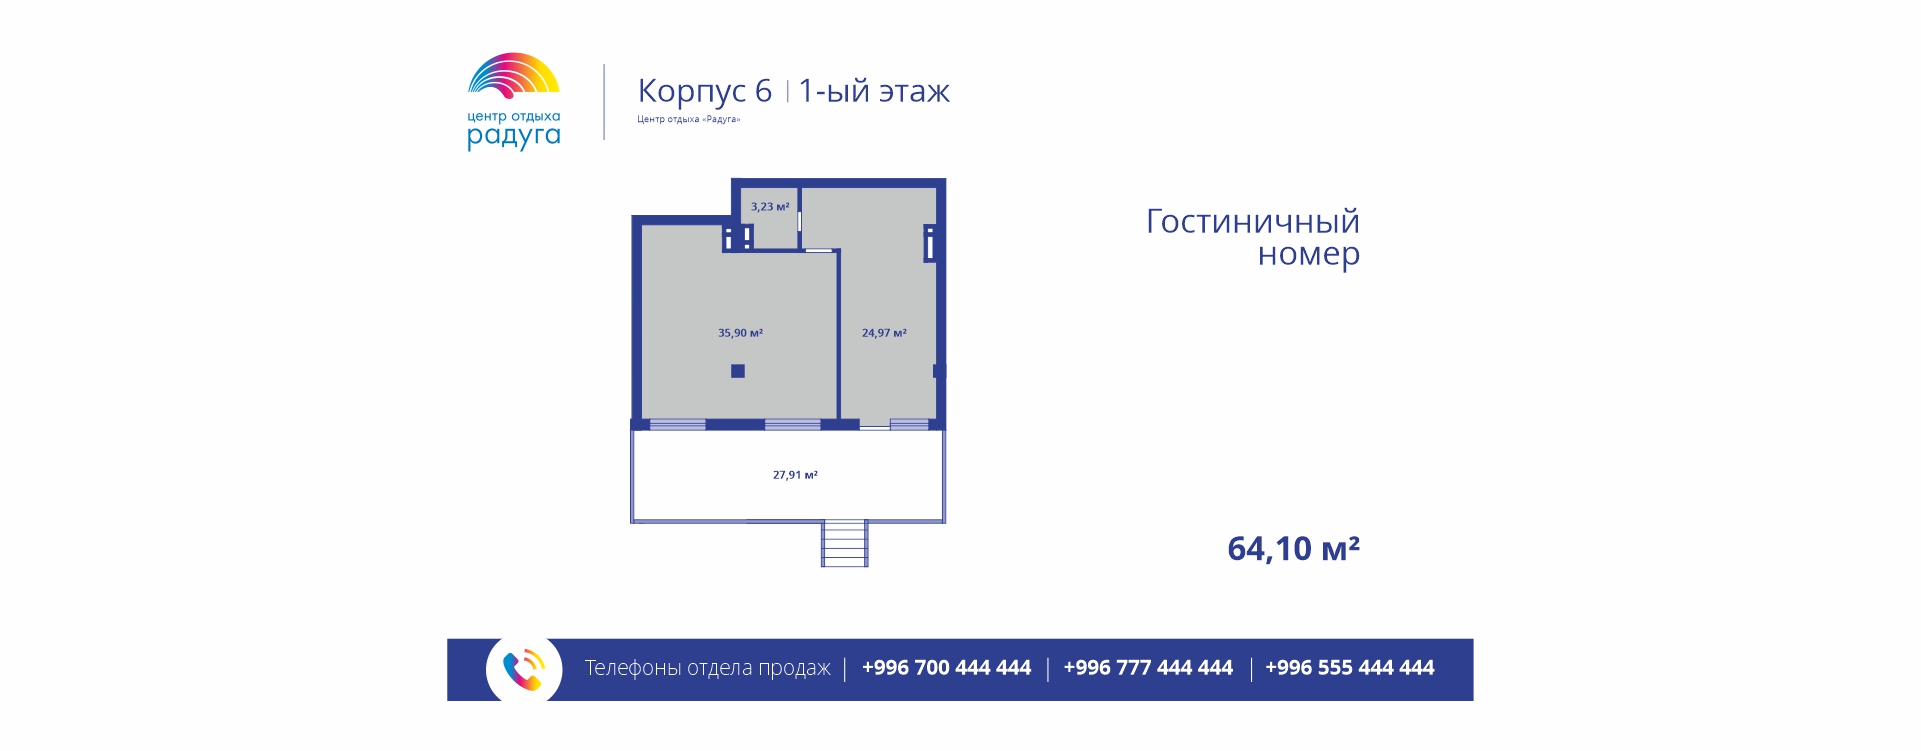 центр отдыха
радуга
Корпус 6 | 1-ый этаж
Центр отдыха «Радуга»
3,23 м²
35,90 м²
24,97 м²
27,91 м²
Гостиничный
номер
64,10 м²
Телефоны отдела продаж | +996 700 444 444 | +996 777 444 444 | +996 555 444 444